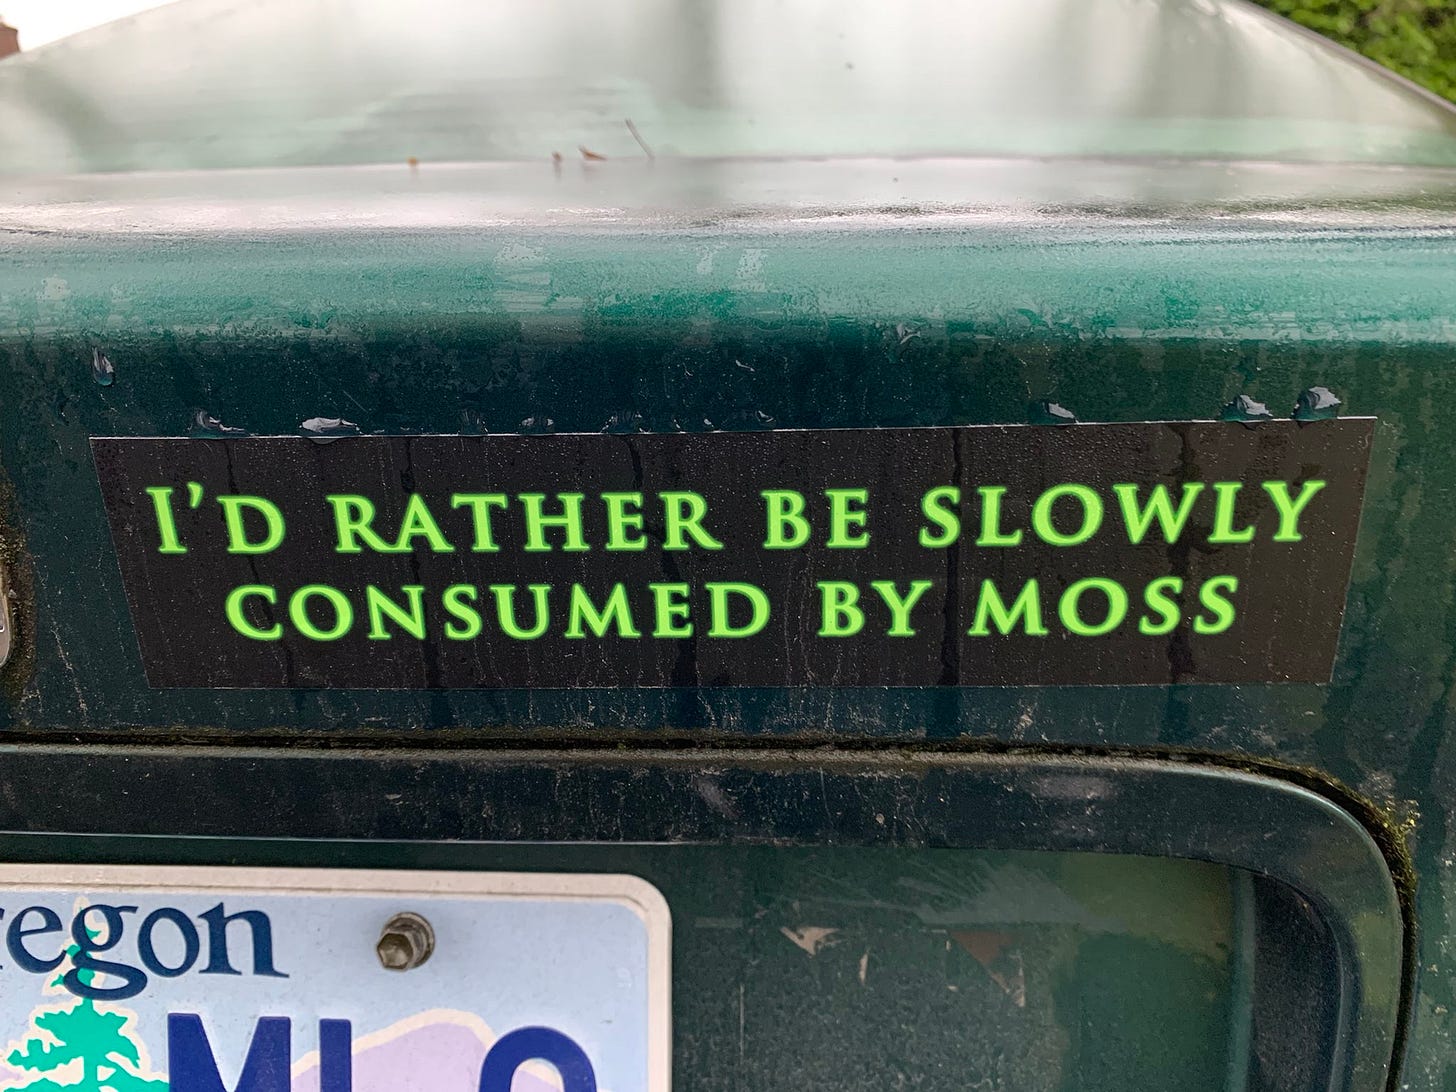 I'D RATHER BE SLOWLY
CONSUMED BY MOSS
egon